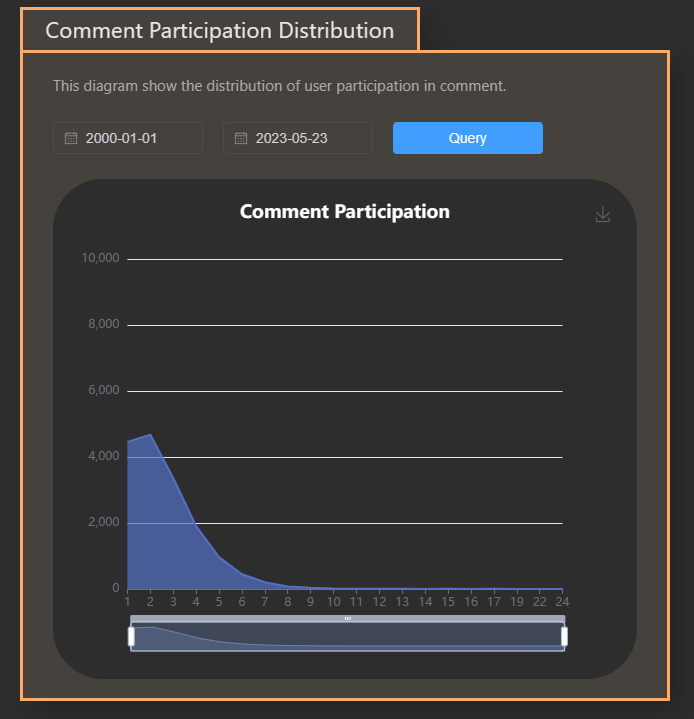 Comment Participation Distribution
This diagram show the distribution of user participation in comment.
2000-01-01 2023-05-23 Query
Comment Participation
10,000
8,000
6,000
4,000
2,000
0
1 2 3 4 5 6 7 8 9 10 11 12 13 14 15 16 17 19 22 24